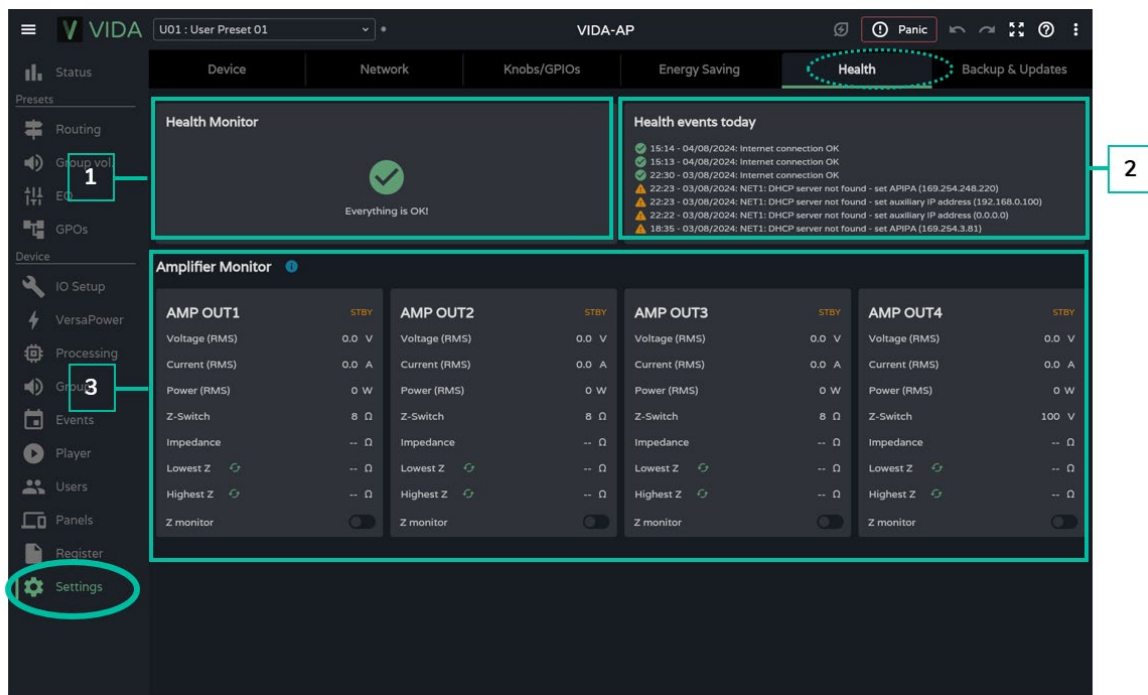 VIDA
U01 : User Preset 01
VIDA-AP
Panic
Status
Device
Network
Knobs/GPIOs
Energy Saving
Health
Backup & Updates
Presets
Routing
Group vol.
EQ
GPOs
Device
IO Setup
VersaPower
Processing
Events
Player
Users
Panels
Register
Settings
1
Health Monitor
Everything is OK!
2
Health events today
15:14 - 04/08/2024: Internet connection OK
15:13 - 04/08/2024: Internet connection OK
22:30 - 03/08/2024: Internet connection OK
22:23 - 03/08/2024: NET1: DHCP server not found - set APIPA (169.254.248.220)
22:23 - 03/08/2024: NET1: DHCP server not found - set auxiliary IP address (192.168.0.100)
22:22 - 03/08/2024: NET1: DHCP server not found - set auxiliary IP address (0.0.0.0)
18:35 - 03/08/2024: NET1: DHCP server not found - set APIPA (169.254.3.81)
3
Amplifier Monitor
AMP OUT1 STBY
Voltage (RMS) 0.0 V
Current (RMS) 0.0 A
Power (RMS) 0 W
Z-Switch 8 Ω
Impedance -- Ω
Lowest Z -- Ω
Highest Z -- Ω
Z monitor
AMP OUT2 STBY
Voltage (RMS) 0.0 V
Current (RMS) 0.0 A
Power (RMS) 0 W
Z-Switch 8 Ω
Impedance -- Ω
Lowest Z -- Ω
Highest Z -- Ω
Z monitor
AMP OUT3 STBY
Voltage (RMS) 0.0 V
Current (RMS) 0.0 A
Power (RMS) 0 W
Z-Switch 8 Ω
Impedance -- Ω
Lowest Z -- Ω
Highest Z -- Ω
Z monitor
AMP OUT4 STBY
Voltage (RMS) 0.0 V
Current (RMS) 0.0 A
Power (RMS) 0 W
Z-Switch 100 V
Impedance -- Ω
Lowest Z -- Ω
Highest Z -- Ω
Z monitor